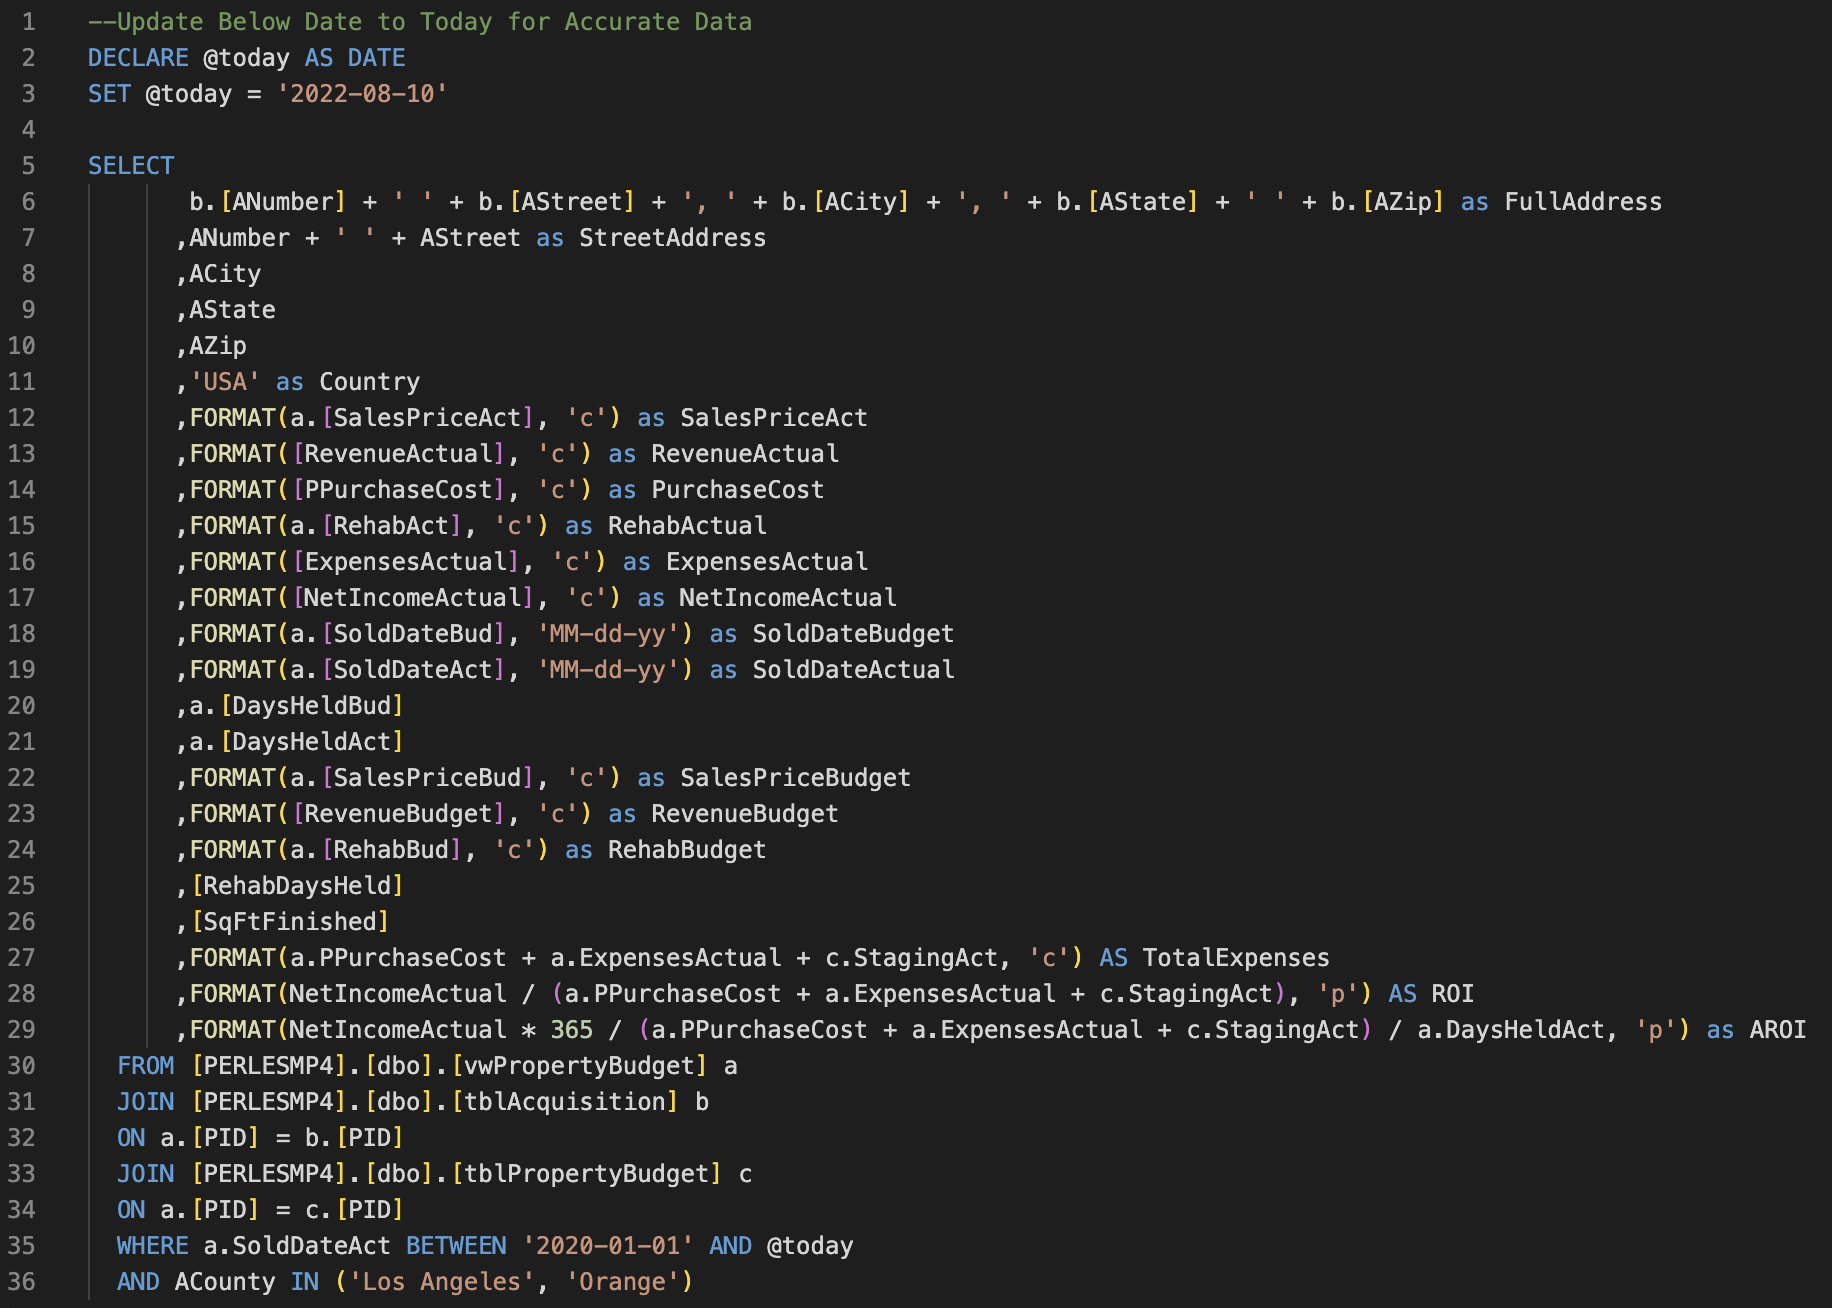 1 --Update Below Date to Today for Accurate Data
2 DECLARE @today AS DATE
3 SET @today = '2022-08-10'
4
5 SELECT
6 b.[ANumber] + ' ' + b.[AStreet] + ', ' + b.[ACity] + ', ' + b.[AState] + ' ' + b.[AZip] as FullAddress
7 ,ANumber + ' ' + AStreet as StreetAddress
8 ,ACity
9 ,AState
10 ,AZip
11 ,'USA' as Country
12 ,FORMAT(a.[SalesPriceAct], 'c') as SalesPriceAct
13 ,FORMAT([RevenueActual], 'c') as RevenueActual
14 ,FORMAT([PPurchaseCost], 'c') as PurchaseCost
15 ,FORMAT(a.[RehabAct], 'c') as RehabActual
16 ,FORMAT([ExpensesActual], 'c') as ExpensesActual
17 ,FORMAT([NetIncomeActual], 'c') as NetIncomeActual
18 ,FORMAT(a.[SoldDateBud], 'MM-dd-yy') as SoldDateBudget
19 ,FORMAT(a.[SoldDateAct], 'MM-dd-yy') as SoldDateActual
20 ,a.[DaysHeldBud]
21 ,a.[DaysHeldAct]
22 ,FORMAT(a.[SalesPriceBud], 'c') as SalesPriceBudget
23 ,FORMAT([RevenueBudget], 'c') as RevenueBudget
24 ,FORMAT(a.[RehabBud], 'c') as RehabBudget
25 ,[RehabDaysHeld]
26 ,[SqFtFinished]
27 ,FORMAT(a.PPurchaseCost + a.ExpensesActual + c.StagingAct, 'c') AS TotalExpenses
28 ,FORMAT(NetIncomeActual / (a.PPurchaseCost + a.ExpensesActual + c.StagingAct), 'p') AS ROI
29 ,FORMAT(NetIncomeActual * 365 / (a.PPurchaseCost + a.ExpensesActual + c.StagingAct) / a.DaysHeldAct, 'p') as AROI
30 FROM [PERLESMP4].[dbo].[vwPropertyBudget] a
31 JOIN [PERLESMP4].[dbo].[tblAcquisition] b
32 ON a.[PID] = b.[PID]
33 JOIN [PERLESMP4].[dbo].[tblPropertyBudget] c
34 ON a.[PID] = c.[PID]
35 WHERE a.SoldDateAct BETWEEN '2020-01-01' AND @today
36 AND ACounty IN ('Los Angeles', 'Orange')